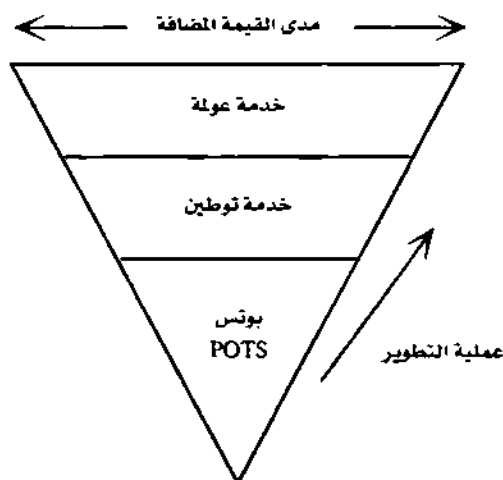 مدى القيمة المضافة
خدمة عولمة
خدمة توطين
بوتس
POTS
عملية التطوير